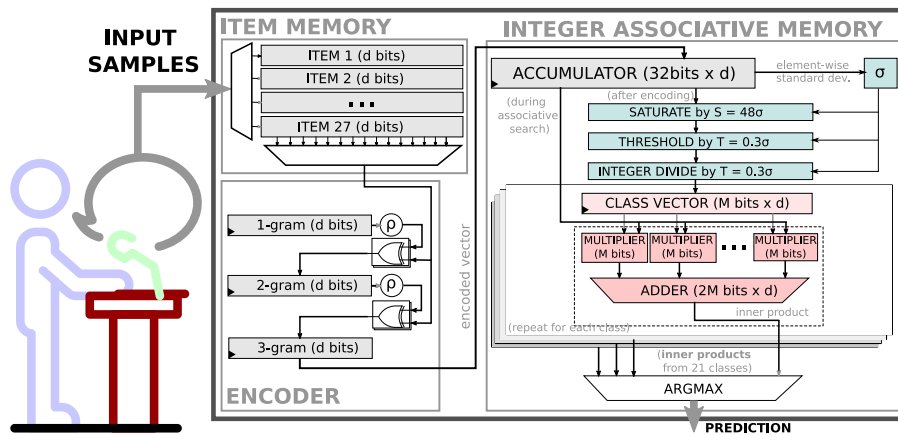 INPUT
SAMPLES
ITEM MEMORY
ITEM 1 (d bits)
ITEM 2 (d bits)
...
ITEM 27 (d bits)
1-gram (d bits)
ρ
2-gram (d bits)
ρ
3-gram (d bits)
ENCODER
encoded vector
INTEGER ASSOCIATIVE MEMORY
ACCUMULATOR (32bits x d)
element-wise
standard dev.
σ
(during
associative
search)
(after encoding)
SATURATE by S = 48σ
THRESHOLD by T = 0.3σ
INTEGER DIVIDE by T = 0.3σ
CLASS VECTOR (M bits x d)
MULTIPLIER
(M bits)
MULTIPLIER
(M bits)
...
MULTIPLIER
(M bits)
ADDER (2M bits x d)
inner product
(repeat for each class)
(inner products
from 21 classes)
ARGMAX
PREDICTION